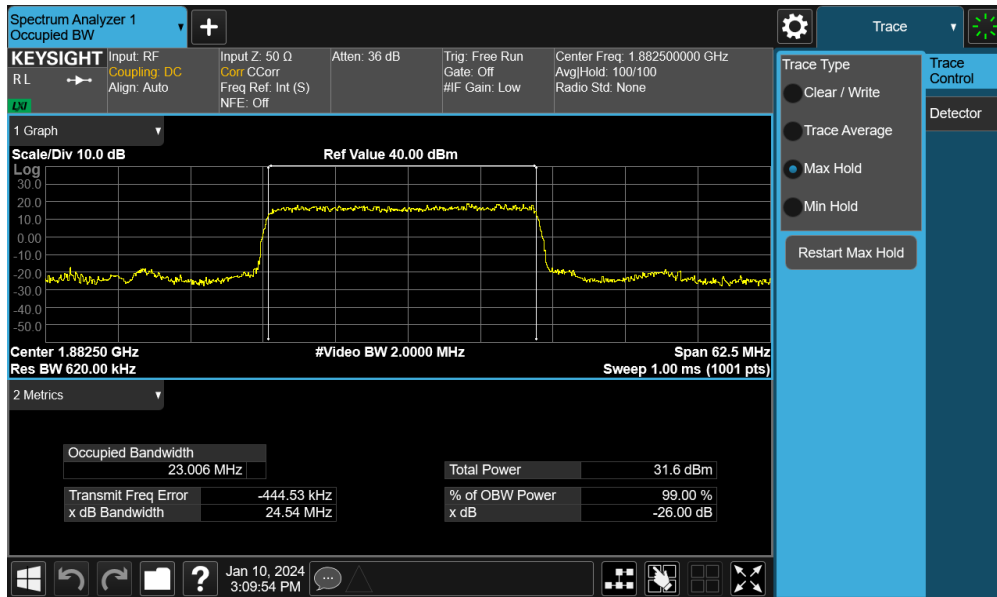 Spectrum Analyzer 1
Occupied BW
Trace
KEYSIGHT
R L
LXI
Input: RF
Coupling: DC
Align: Auto
Input Z: 50 Ω
Corr CCorr
Freq Ref: Int (S)
NFE: Off
Atten: 36 dB
Trig: Free Run
Gate: Off
#IF Gain: Low
Center Freq: 1.882500000 GHz
Avg|Hold: 100/100
Radio Std: None
Trace Type
Clear / Write
Trace Average
Max Hold
Min Hold
Restart Max Hold
Trace
Control
Detector
1 Graph
Scale/Div 10.0 dB
Ref Value 40.00 dBm
Log
30.0
20.0
10.0
0.00
-10.0
-20.0
-30.0
-40.0
-50.0
Center 1.88250 GHz
#Video BW 2.0000 MHz
Span 62.5 MHz
Res BW 620.00 kHz
Sweep 1.00 ms (1001 pts)
2 Metrics
Occupied Bandwidth
23.006 MHz
Total Power 31.6 dBm
Transmit Freq Error -444.53 kHz
% of OBW Power 99.00 %
x dB Bandwidth 24.54 MHz
x dB -26.00 dB
?
Jan 10, 2024
3:09:54 PM